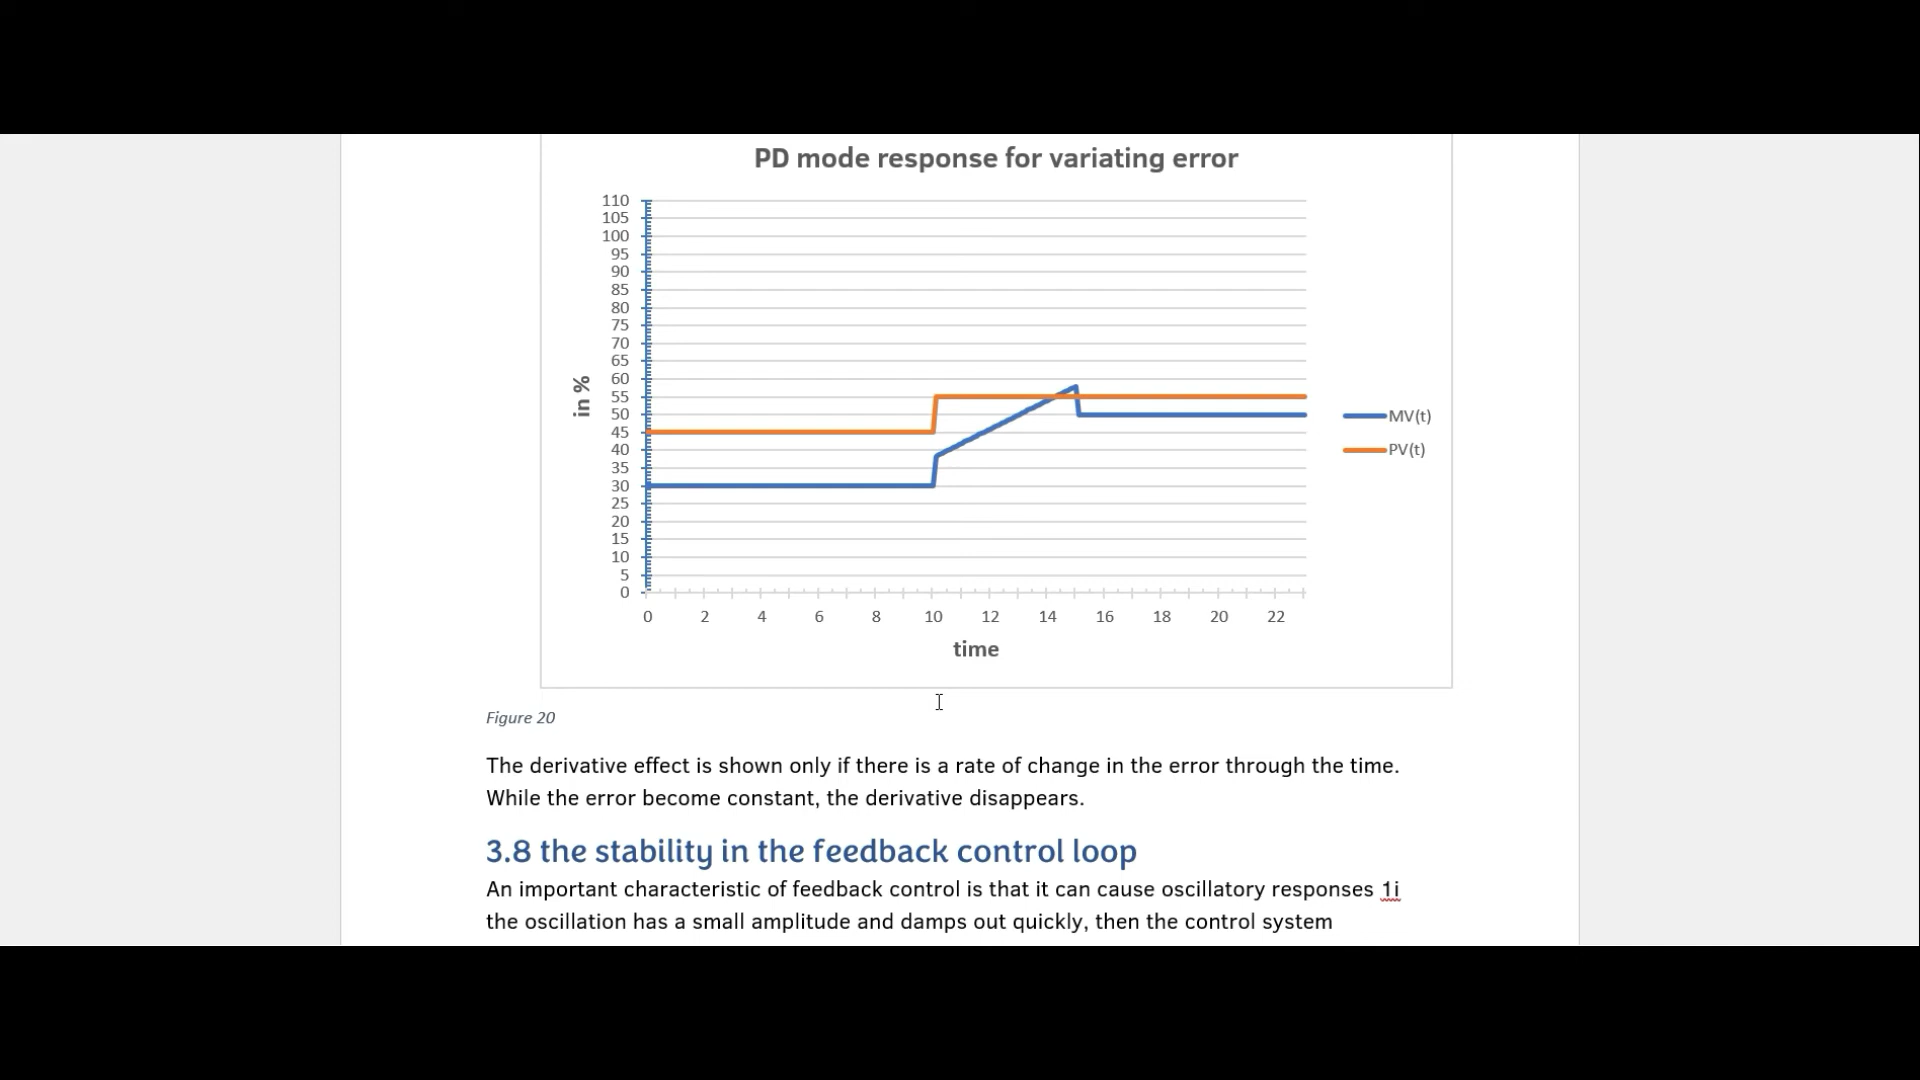 PD mode response for variating error
110
105
100
95
90
85
80
75
70
65
60
55
50
45
40
35
30
25
20
15
10
5
0
in %
0 2 4 6 8 10 12 14 16 18 20 22
time
MV(t)
PV(t)
Figure 20
The derivative effect is shown only if there is a rate of change in the error through the time.
While the error become constant, the derivative disappears.
3.8 the stability in the feedback control loop
An important characteristic of feedback control is that it can cause oscillatory responses 1i
the oscillation has a small amplitude and damps out quickly, then the control system